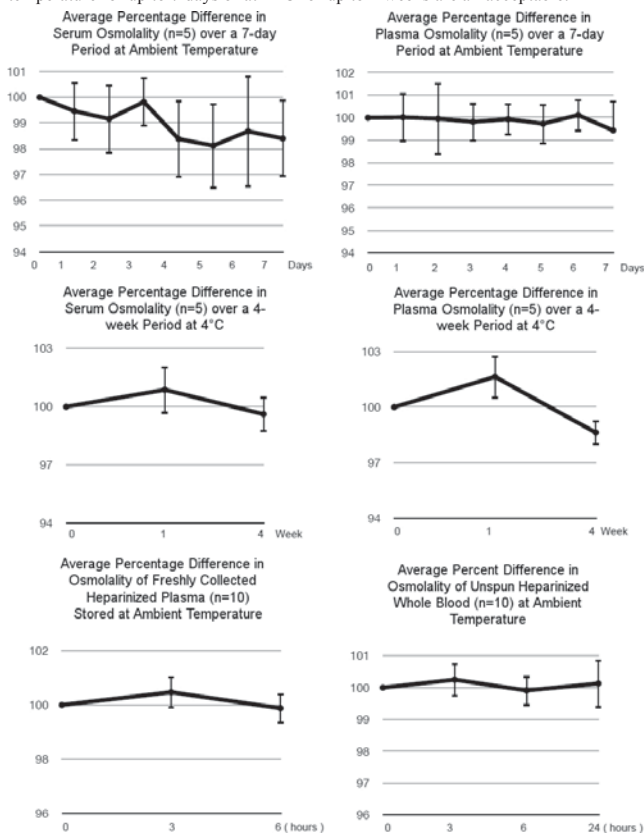 Average Percentage Difference in
Serum Osmolality (n=5) over a 7-day
Period at Ambient Temperature
101
100
99
98
97
96
95
94
0 1 2 3 4 5 6 7 Days
Average Percentage Difference in
Plasma Osmolality (n=5) over a 7-day
Period at Ambient Temperature
102
101
100
99
98
97
96
95
94
0 1 2 3 4 5 6 7 Days
Average Percentage Difference in
Serum Osmolality (n=5) over a 4-
week Period at 4°C
103
100
97
94
0 1 4 Week
Average Percentage Difference in
Plasma Osmolality (n=5) over a 4-
week Period at 4°C
103
100
97
94
0 1 4 Week
Average Percentage Difference in
Osmolality of Freshly Collected
Heparinized Plasma (n=10)
Stored at Ambient Temperature
102
100
98
96
0 3 6 ( hours )
Average Percent Difference in
Osmolality of Unspun Heparinized
Whole Blood (n=10) at Ambient
Temperature
101
100
99
98
97
96
0 3 6 24 (hours )